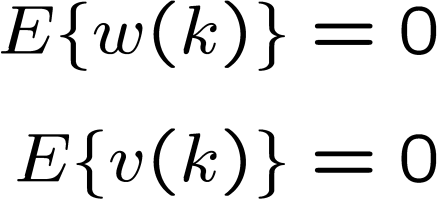 E{w(k)} = 0
E{v(k)} = 0